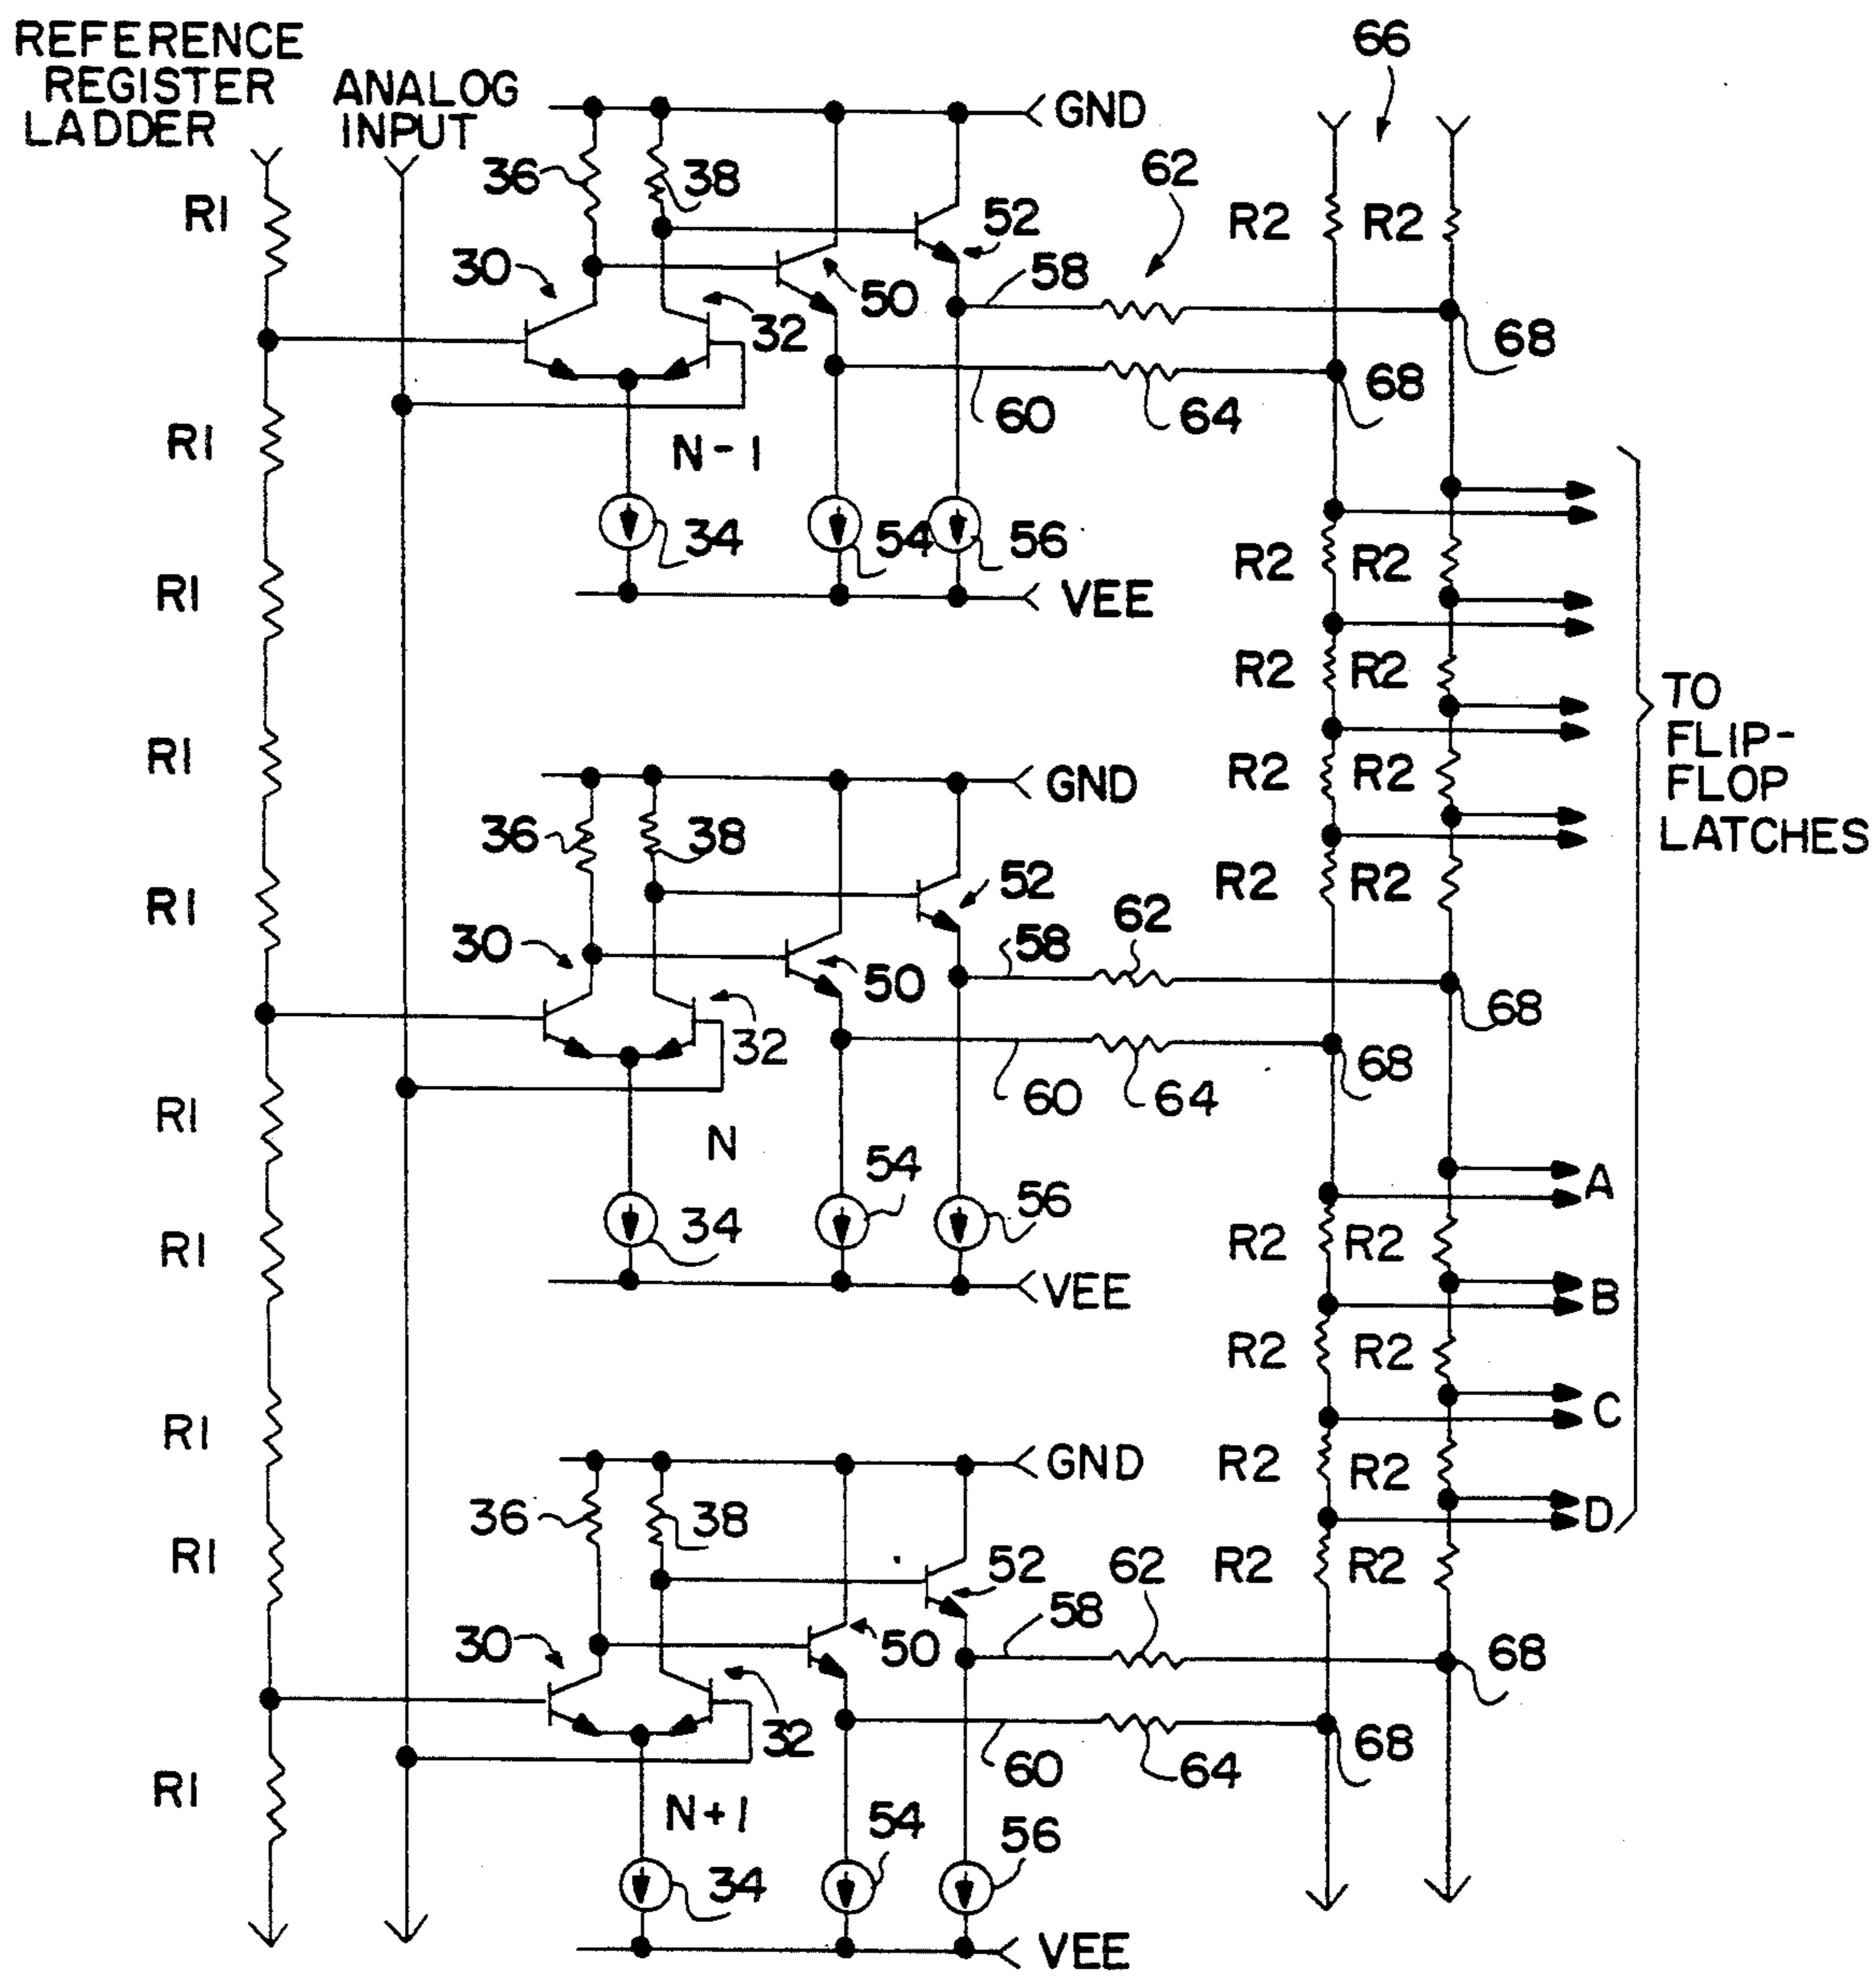 REFERENCE
REGISTER
LADDER
ANALOG
INPUT
66
GND
36
38
62
R1
52
R2
R2
30
58
50
32
68
68
R1
60
64
N-1
34
54
56
R2
R2
R1
VEE
R2
R2
TO
FLIP-
FLOP
LATCHES
R1
GND
R2
R2
36
38
R2
R2
R1
52
62
30
58
50
68
32
68
R1
60
64
N
54
A
34
56
R1
R2
R2
VEE
B
R2
R2
C
R1
GND
R2
R2
36
38
D
R1
52
62
R2
R2
58
30
50
68
32
68
60
64
R1
N+1
54
56
34
VEE